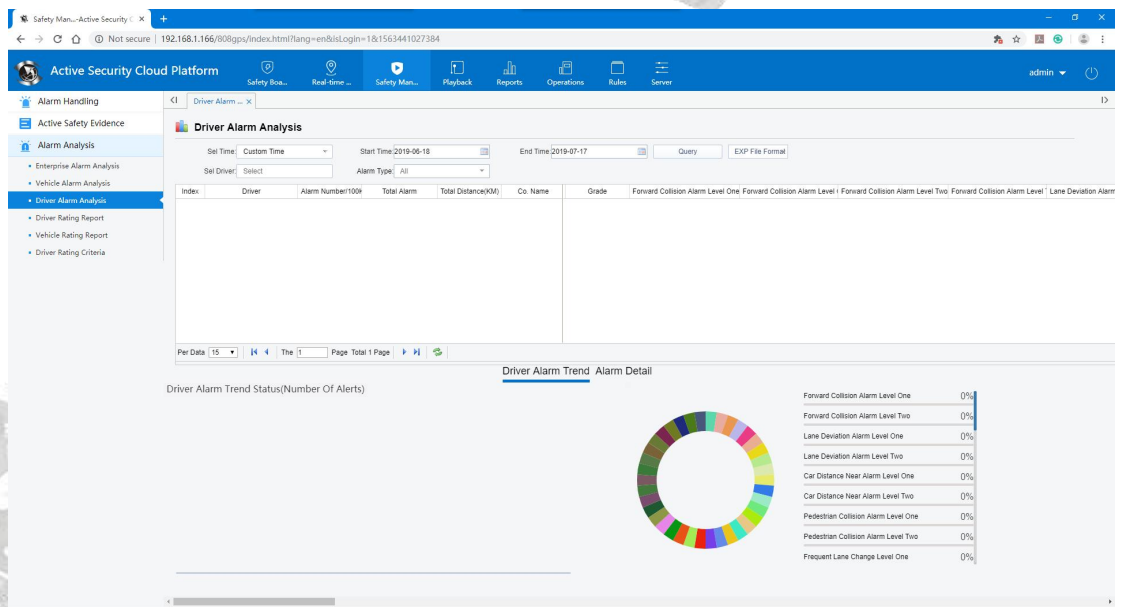 Safety Man...-Active Security C
Not secure | 192.168.1.166/808gps/index.html?lang=en&isLogin=1&1563441027384
Active Security Cloud Platform
Safety Boa... Real-time ... Safety Man... Playback Reports Operations Rules Server
admin
Alarm Handling
Active Safety Evidence
Alarm Analysis
Enterprise Alarm Analysis
Vehicle Alarm Analysis
Driver Alarm Analysis
Driver Rating Report
Vehicle Rating Report
Driver Rating Criteria
Driver Alarm ...
Driver Alarm Analysis
Sel Time: Custom Time Start Time: 2019-06-18 End Time: 2019-07-17 Query EXP File Format
Sel Driver: Select Alarm Type: All
Index Driver Alarm Number/100K Total Alarm Total Distance(KM) Co. Name Grade Forward Collision Alarm Level One Forward Collision Alarm Level Forward Collision Alarm Level Two Forward Collision Alarm Level Lane Deviation Alarm
Per Data 15 The 1 Page Total 1 Page
Driver Alarm Trend Alarm Detail
Driver Alarm Trend Status(Number Of Alerts)
Forward Collision Alarm Level One 0%
Forward Collision Alarm Level Two 0%
Lane Deviation Alarm Level One 0%
Lane Deviation Alarm Level Two 0%
Car Distance Near Alarm Level One 0%
Car Distance Near Alarm Level Two 0%
Pedestrian Collision Alarm Level One 0%
Pedestrian Collision Alarm Level Two 0%
Frequent Lane Change Level One 0%